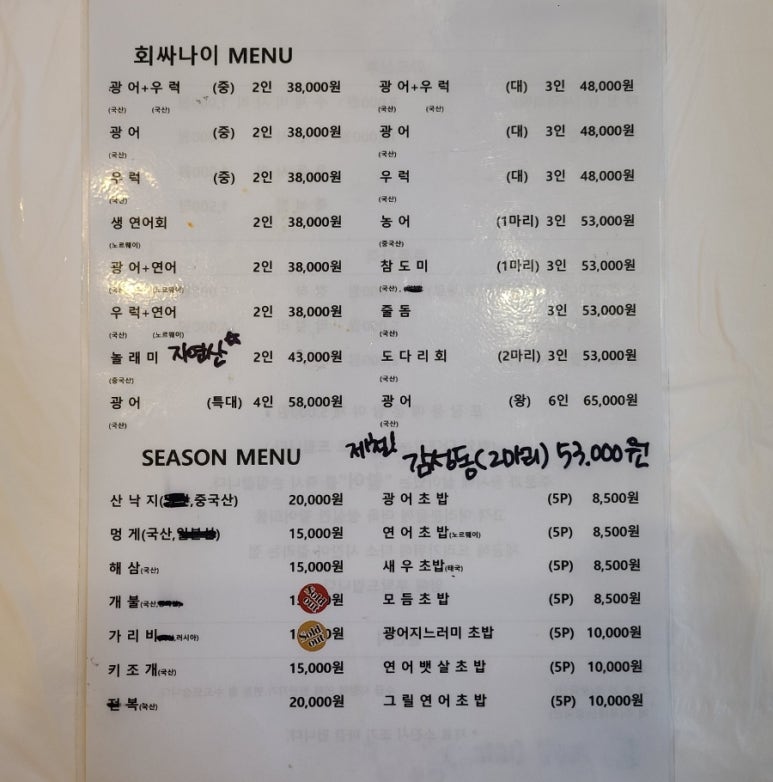 회싸나이 MENU
광어+우럭 (중) 2인 38,000원 광어+우럭 (대) 3인 48,000원
(국산) (국산) (국산) (국산)
광어 (중) 2인 38,000원 광어 (대) 3인 48,000원
(국산) (국산)
우럭 (중) 2인 38,000원 우럭 (대) 3인 48,000원
(국산) (국산)
생 연어회 2인 38,000원 농어 (1마리) 3인 53,000원
(노르웨이) (중국산)
광어+연어 2인 38,000원 참도미 (1마리) 3인 53,000원
(국산) (노르웨이) (국산),
우럭+연어 2인 38,000원 줄돔 3인 53,000원
(국산) (노르웨이) (국산)
놀래미 자연산☆ 2인 43,000원 도다리회 (2마리) 3인 53,000원
(중국산) (국산)
광어 (특대) 4인 58,000원 광어 (왕) 6인 65,000원
(국산) (국산)
제철! 감성돔(2마리) 53.000원
SEASON MENU
산낙지( ,중국산) 20,000원 광어초밥 (5P) 8,500원
멍게(국산,일본산) 15,000원 연어초밥(노르웨이) (5P) 8,500원
해삼(국산) 15,000원 새우초밥(태국) (5P) 8,500원
개불(국산, Sold out! 원 모듬초밥 (5P) 8,500원
가리비( ,러시아) Sold out 원 광어지느러미 초밥 (5P) 10,000원
키조개(국산) 15,000원 연어뱃살초밥 (5P) 10,000원
전복(국산) 20,000원 그릴연어초밥 (5P) 10,000원